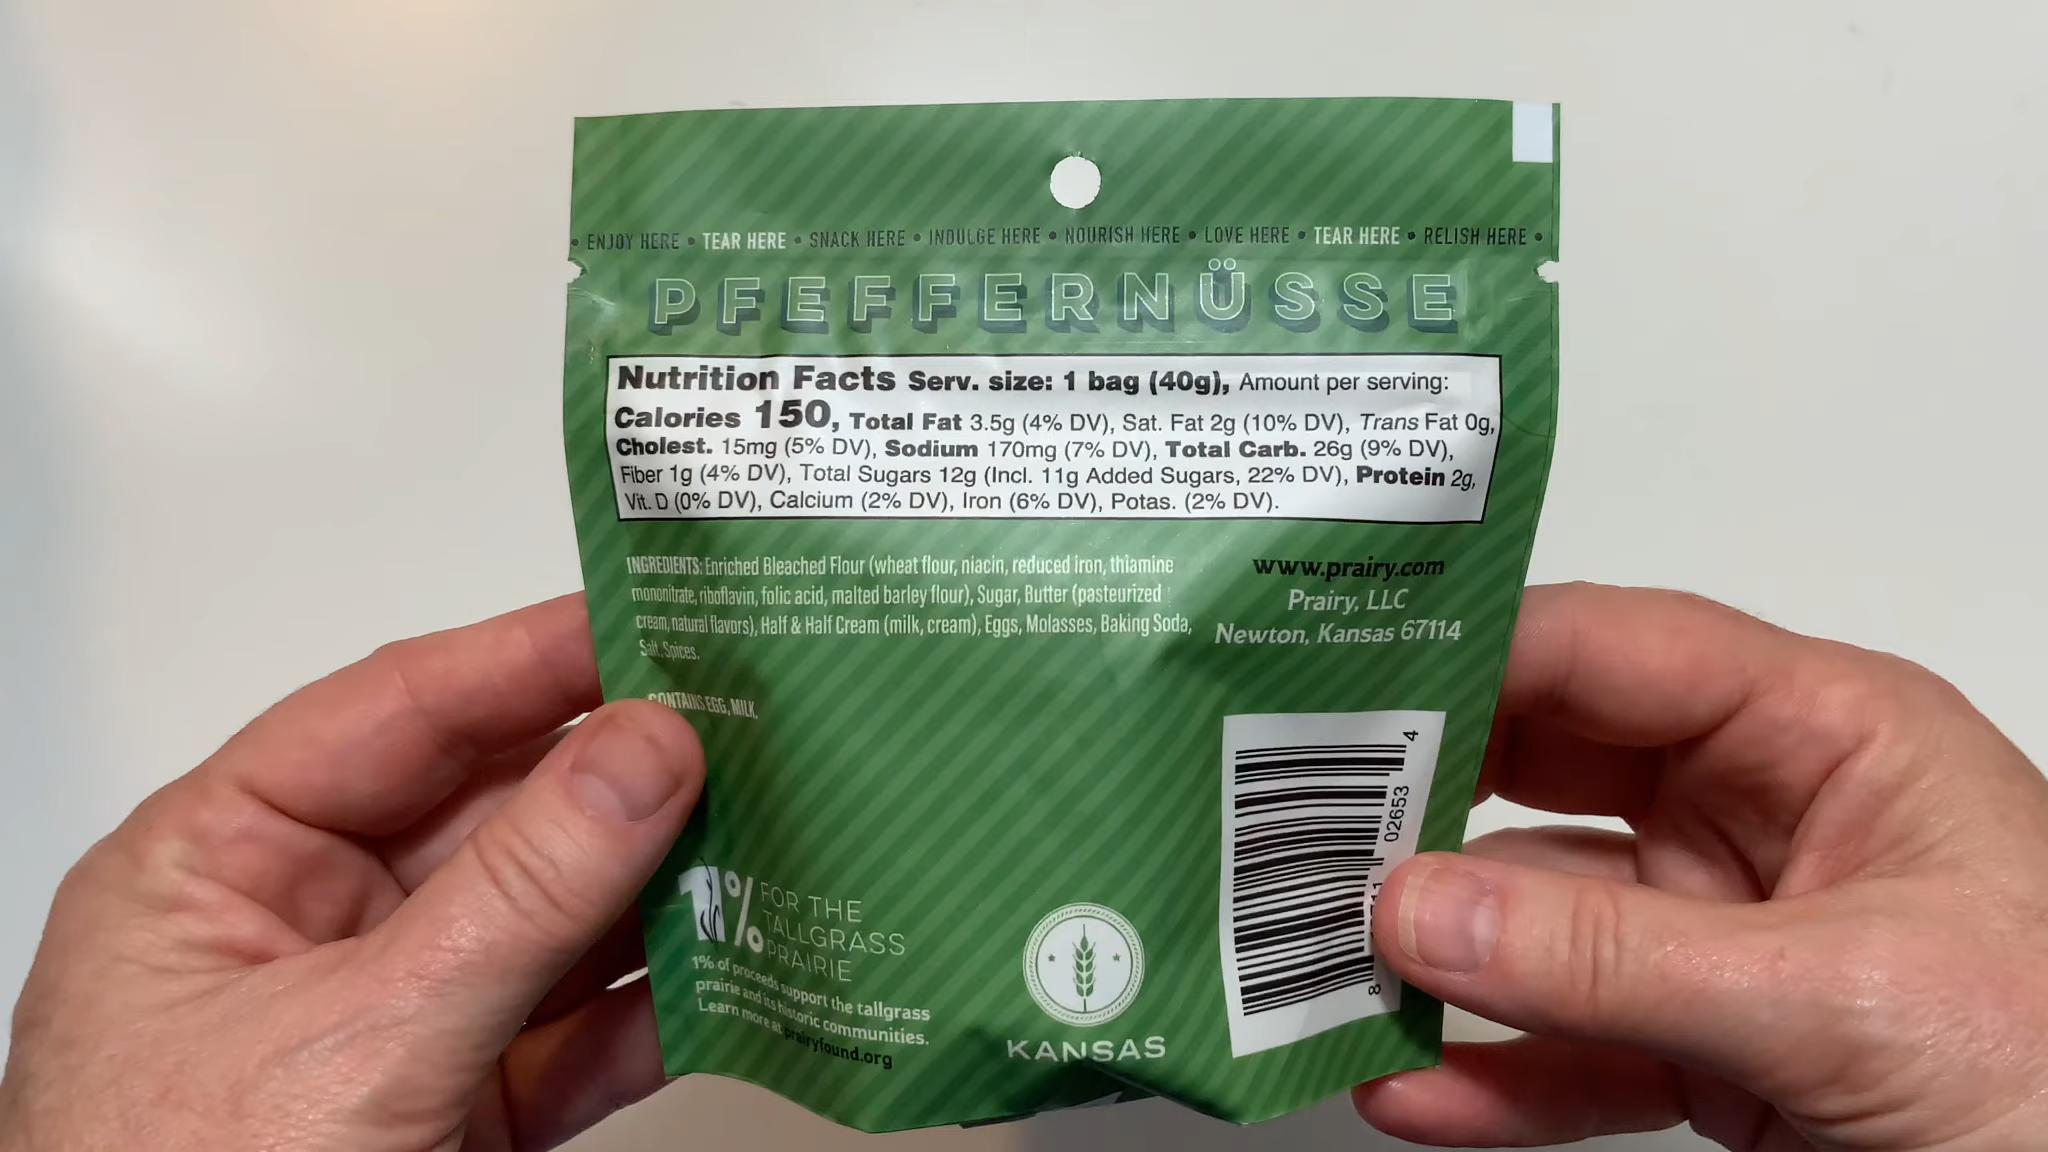 • ENJOY HERE • TEAR HERE • SNACK HERE • INDULGE HERE • NOURISH HERE • LOVE HERE • TEAR HERE • RELISH HERE •
PFEFFERNÜSSE
Nutrition Facts Serv. size: 1 bag (40g), Amount per serving:
Calories 150, Total Fat 3.5g (4% DV), Sat. Fat 2g (10% DV), Trans Fat 0g,
Cholest. 15mg (5% DV), Sodium 170mg (7% DV), Total Carb. 26g (9% DV),
Fiber 1g (4% DV), Total Sugars 12g (Incl. 11g Added Sugars, 22% DV), Protein 2g,
Vit. D (0% DV), Calcium (2% DV), Iron (6% DV), Potas. (2% DV).
INGREDIENTS: Enriched Bleached Flour (wheat flour, niacin, reduced iron, thiamine
mononitrate, riboflavin, folic acid, malted barley flour), Sugar, Butter (pasteurized
cream, natural flavors), Half & Half Cream (milk, cream), Eggs, Molasses, Baking Soda,
Salt, Spices.
CONTAINS EGG, MILK,
www.prairy.com
Prairy, LLC
Newton, Kansas 67114
1% FOR THE
TALLGRASS
PRAIRIE
1% of proceeds support the tallgrass
prairie and its historic communities.
Learn more at prairyfound.org
KANSAS
8 02653 4